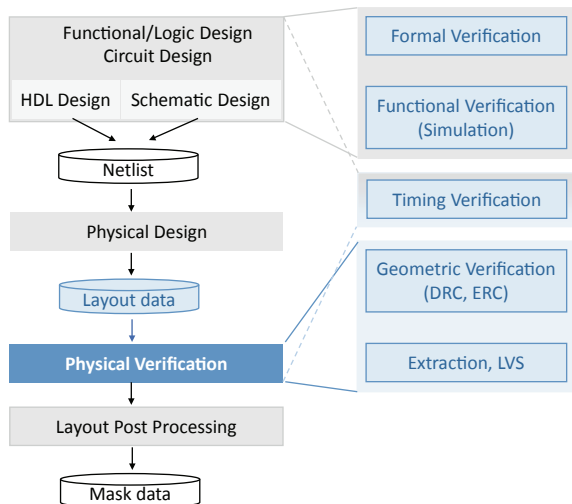 Functional/Logic Design
Circuit Design
HDL Design
Schematic Design
Netlist
Physical Design
Layout data
Physical Verification
Layout Post Processing
Mask data
Formal Verification
Functional Verification
(Simulation)
Timing Verification
Geometric Verification
(DRC, ERC)
Extraction, LVS